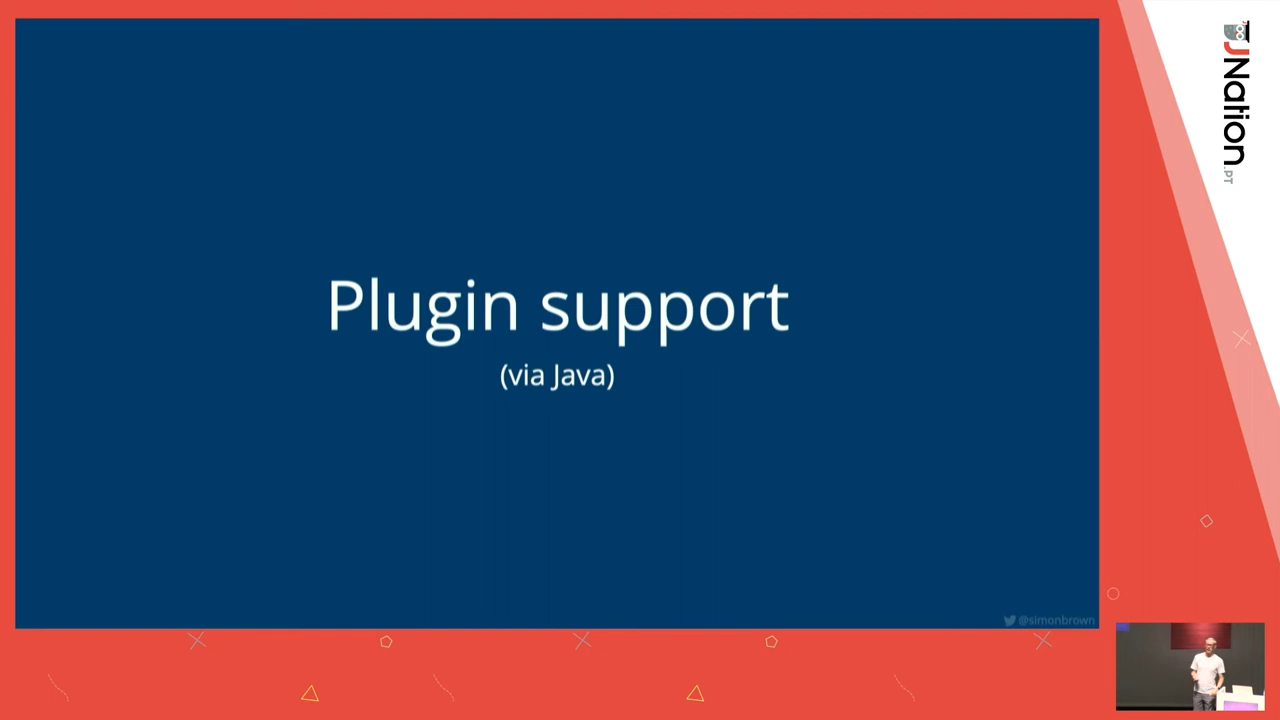 Plugin support
(via Java)
@simonbrown
JNation
.PT